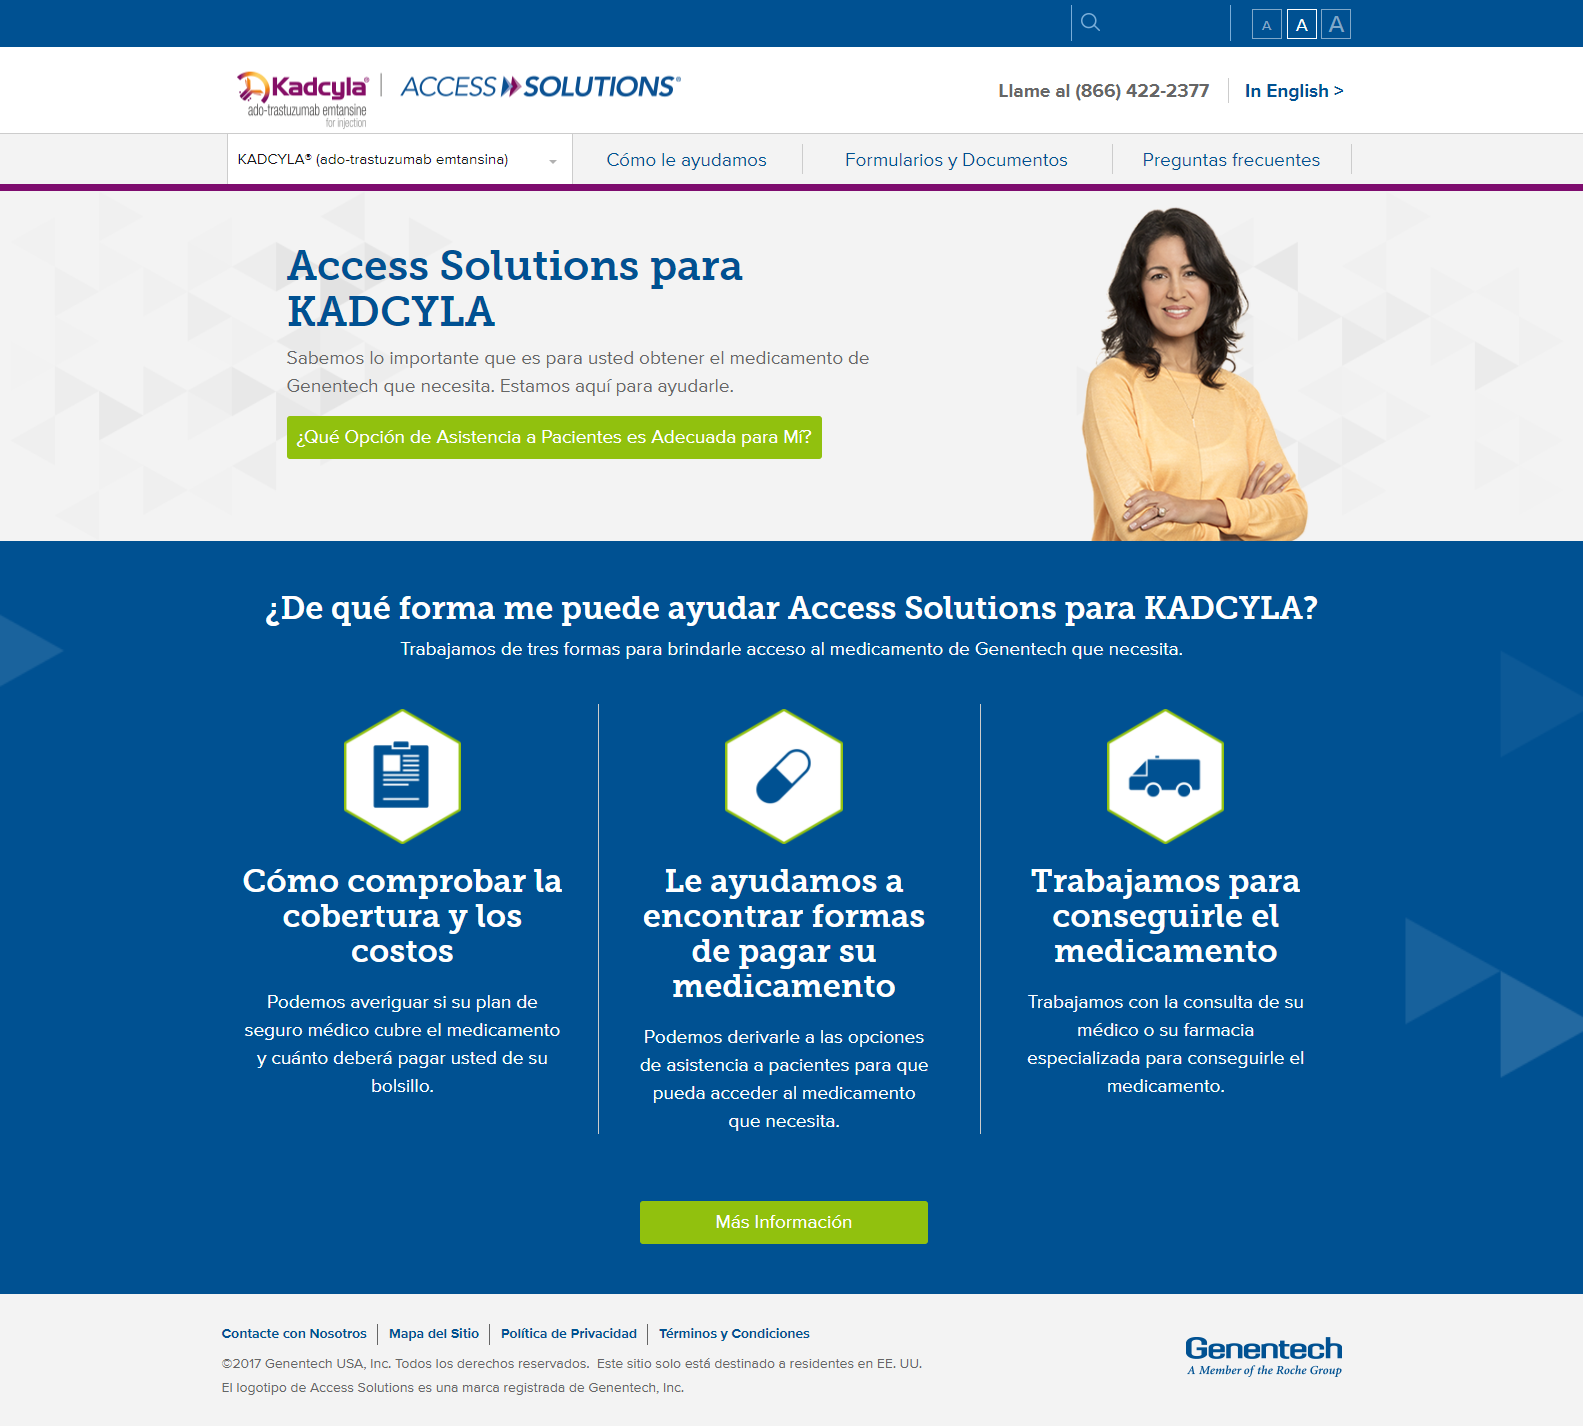 A A A
Kadcyla®
ado-trastuzumab emtansine
for injection
ACCESS SOLUTIONS®
Llame al (866) 422-2377
In English >
KADCYLA® (ado-trastuzumab emtansina)
Cómo le ayudamos
Formularios y Documentos
Preguntas frecuentes
Access Solutions para
KADCYLA
Sabemos lo importante que es para usted obtener el medicamento de
Genentech que necesita. Estamos aquí para ayudarle.
¿Qué Opción de Asistencia a Pacientes es Adecuada para Mí?
¿De qué forma me puede ayudar Access Solutions para KADCYLA?
Trabajamos de tres formas para brindarle acceso al medicamento de Genentech que necesita.
Cómo comprobar la
cobertura y los
costos
Podemos averiguar si su plan de
seguro médico cubre el medicamento
y cuánto deberá pagar usted de su
bolsillo.
Le ayudamos a
encontrar formas
de pagar su
medicamento
Podemos derivarle a las opciones
de asistencia a pacientes para que
pueda acceder al medicamento
que necesita.
Trabajamos para
conseguirle el
medicamento
Trabajamos con la consulta de su
médico o su farmacia
especializada para conseguirle el
medicamento.
Más Información
Contacte con Nosotros
Mapa del Sitio
Política de Privacidad
Términos y Condiciones
©2017 Genentech USA, Inc. Todos los derechos reservados. Este sitio solo está destinado a residentes en EE. UU.
El logotipo de Access Solutions es una marca registrada de Genentech, Inc.
Genentech
A Member of the Roche Group